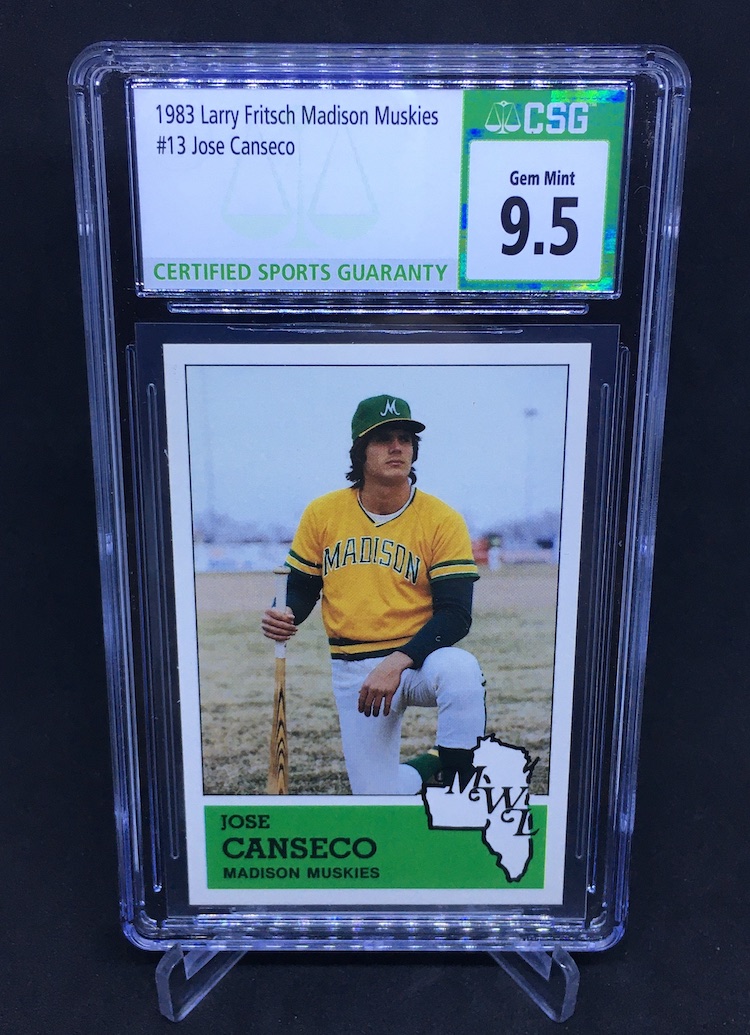 1983 Larry Fritsch Madison Muskies
#13 Jose Canseco
CSG
Gem Mint
9.5
CERTIFIED SPORTS GUARANTY
M
MADISON
MWL
JOSE
CANSECO
MADISON MUSKIES